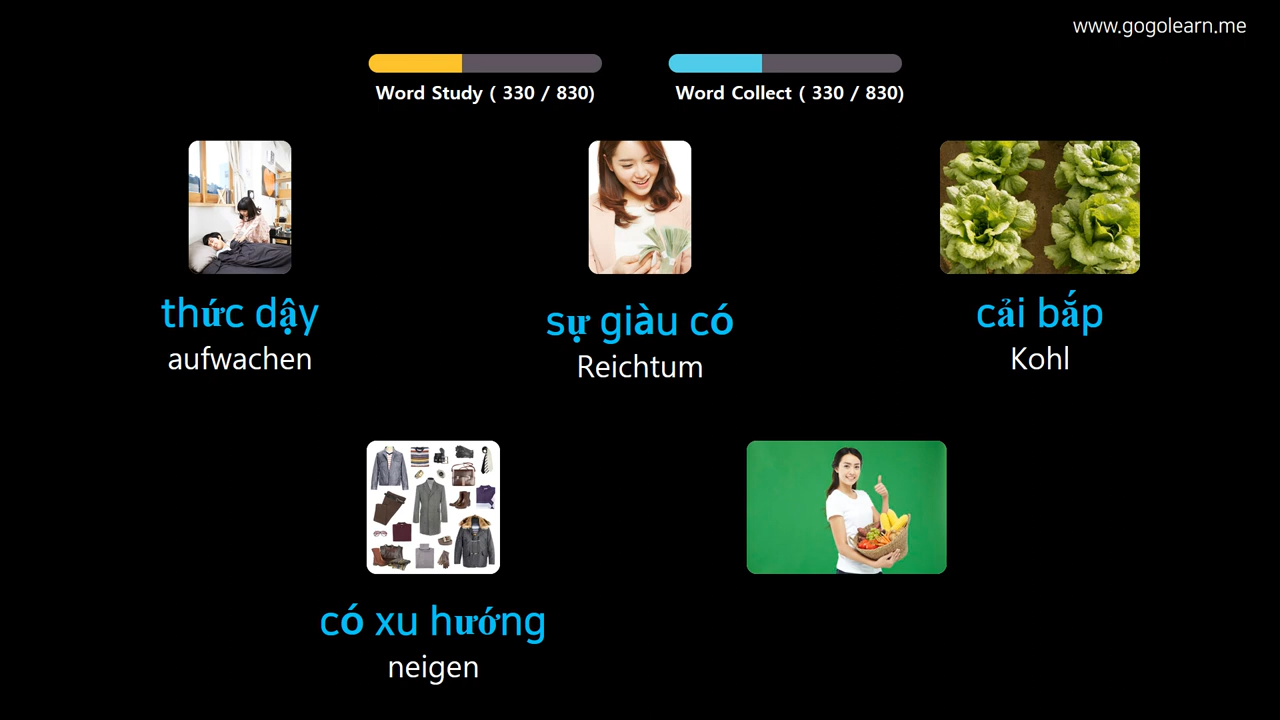 www.gogolearn.me
Word Study ( 330 / 830)
Word Collect ( 330 / 830)
thức dậy
aufwachen
sự giàu có
Reichtum
cải bắp
Kohl
có xu hướng
neigen